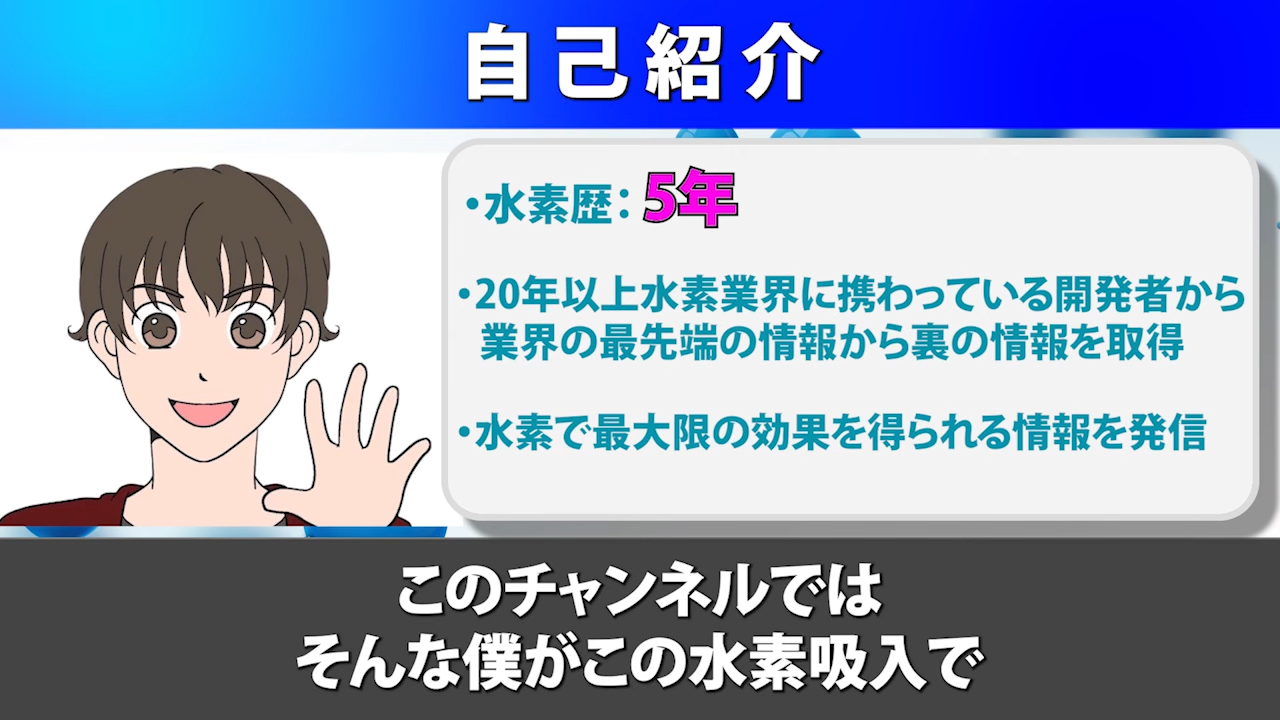 自己紹介
・水素歴：5年
・20年以上水素業界に携わっている開発者から
業界の最先端の情報から裏の情報を取得
・水素で最大限の効果を得られる情報を発信
このチャンネルでは
そんな僕がこの水素吸入で